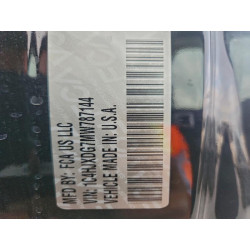 MFD BY: FCA US LLC
VIN: 1C4HJXDG7MW787144
VEHICLE MADE IN: U.S.A.